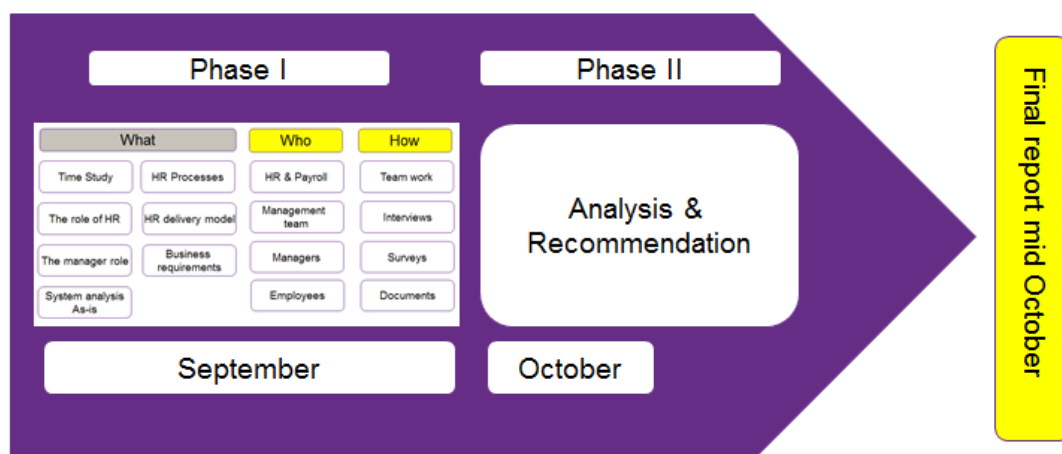 Phase I
Phase II
What
Who
How
Time Study
HR Processes
HR & Payroll
Team work
The role of HR
HR delivery model
Management
team
Interviews
The manager role
Business
requirements
Managers
Surveys
System analysis
As-is
Employees
Documents
Analysis &
Recommendation
September
October
Final report mid October